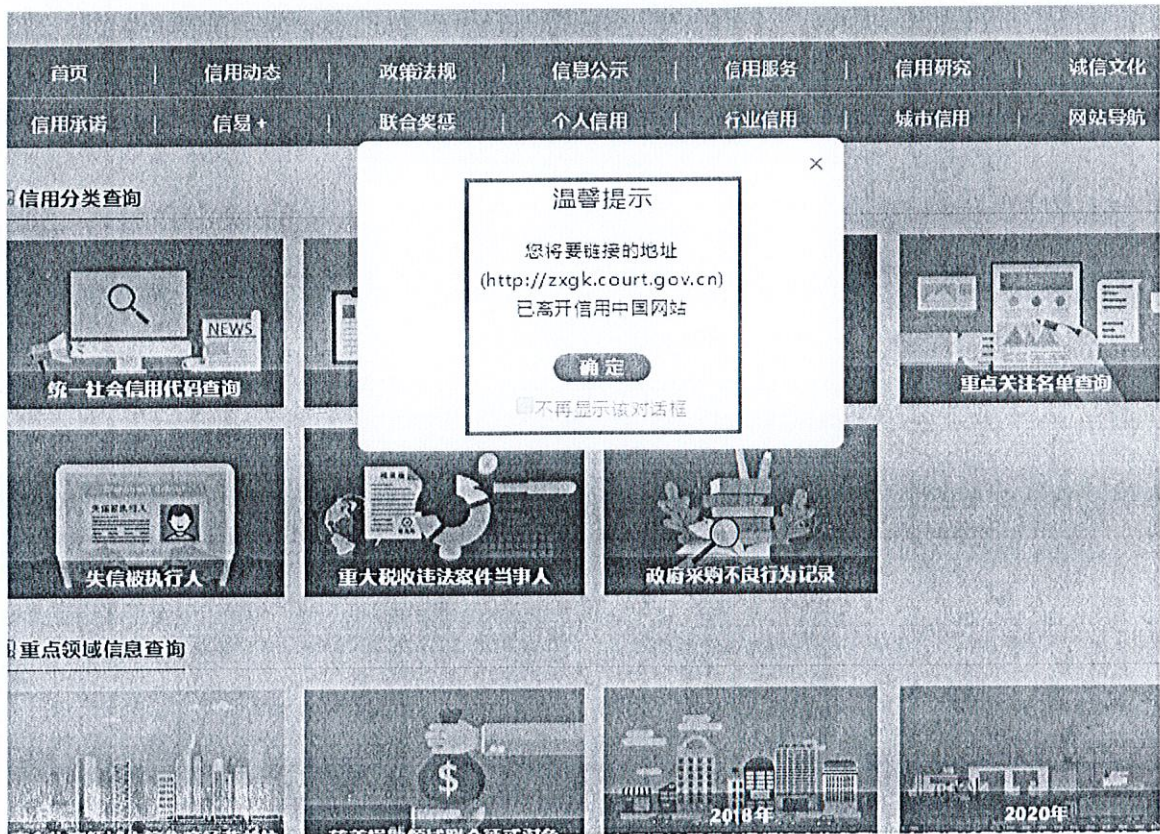 首页 | 信用动态 | 政策法规 | 信息公示 | 信用服务 | 信用研究 | 诚信文化
信用承诺 | 信易+ | 联合奖惩 | 个人信用 | 行业信用 | 城市信用 | 网站导航
信用分类查询
×
温馨提示
您将要链接的地址
(http://zxgk.court.gov.cn)
已离开信用中国网站
确定
不再显示该对话框
NEWS
统一社会信用代码查询
重点关注名单查询
失信被执行人
失信被执行人
重大税收违法案件当事人
政府采购不良行为记录
重点领域信息查询
$
2018年
2020年